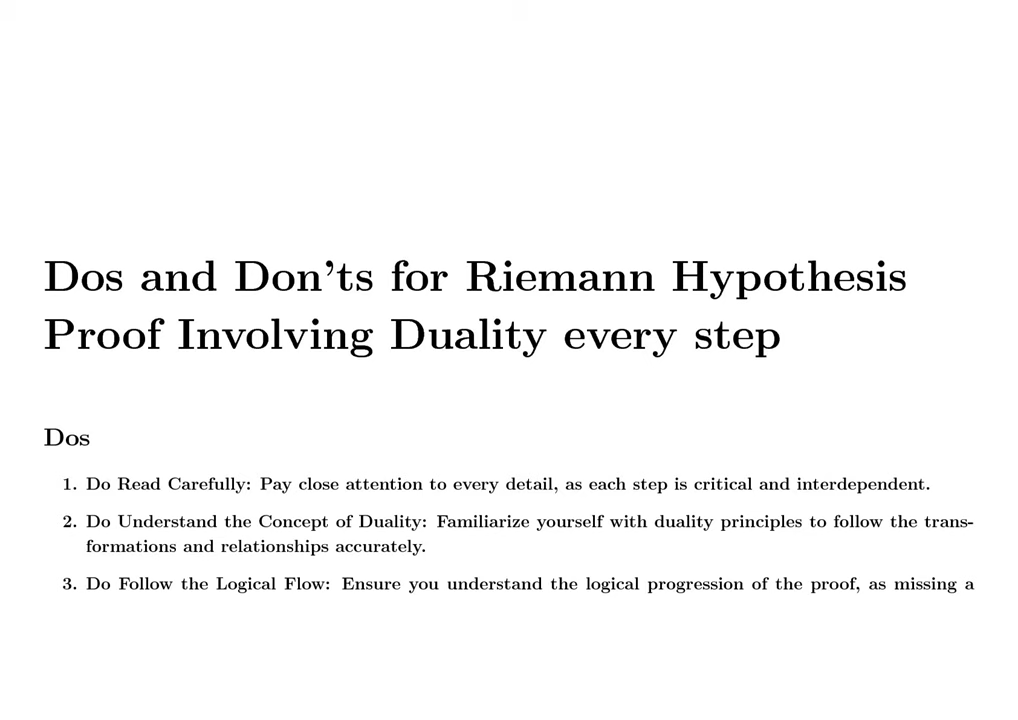 Dos and Don'ts for Riemann Hypothesis
Proof Involving Duality every step
Dos
1. Do Read Carefully: Pay close attention to every detail, as each step is critical and interdependent.
2. Do Understand the Concept of Duality: Familiarize yourself with duality principles to follow the trans-
formations and relationships accurately.
3. Do Follow the Logical Flow: Ensure you understand the logical progression of the proof, as missing a